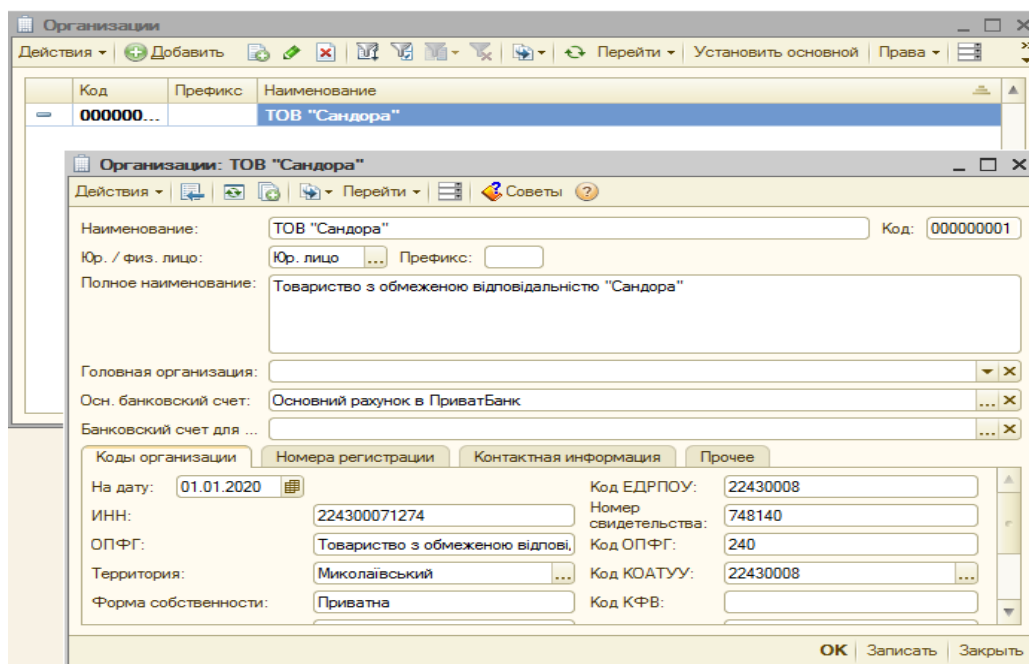 Организации
Действия Добавить Перейти Установить основной Права
Код Префикс Наименование
000000... ТОВ "Сандора"
Организации: ТОВ "Сандора"
Действия Перейти Советы
Наименование: ТОВ "Сандора" Код: 000000001
Юр. / физ. лицо: Юр. лицо ... Префикс:
Полное наименование: Товариство з обмеженою відповідальністю "Сандора"
Головная организация:
Осн. банковский счет: Основний рахунок в ПриватБанк ...
Банковский счет для ... ...
Коды организации Номера регистрации Контактная информация Прочее
На дату: 01.01.2020 Код ЕДРПОУ: 22430008
ИНН: 224300071274 Номер свидетельства: 748140
ОПФГ: Товариство з обмеженою відпові, Код ОПФГ: 240
Территория: Миколаївський ... Код КОАТУУ: 22430008 ...
Форма собственности: Приватна Код КФВ:
OK Записать Закрыть